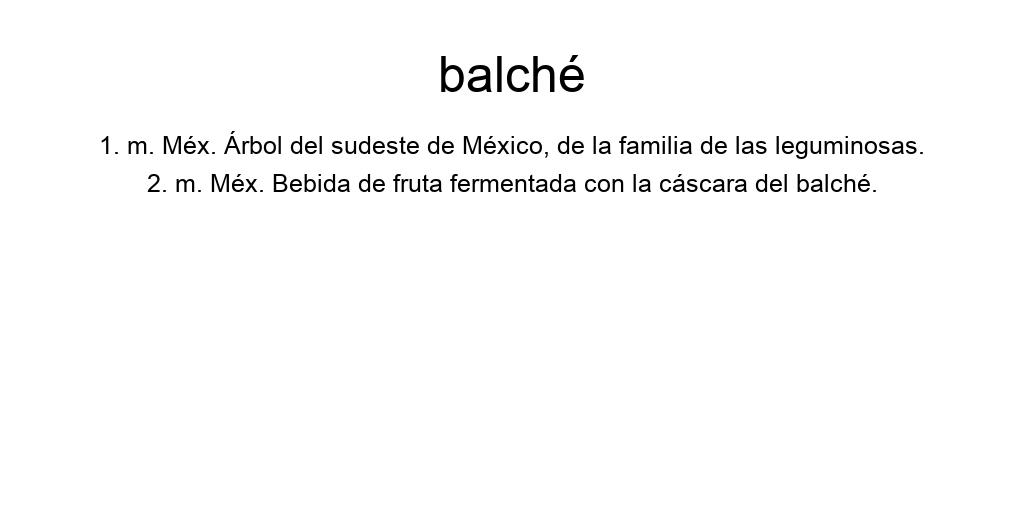 balché
1. m. Méx. Árbol del sudeste de México, de la familia de las leguminosas.
2. m. Méx. Bebida de fruta fermentada con la cáscara del balché.